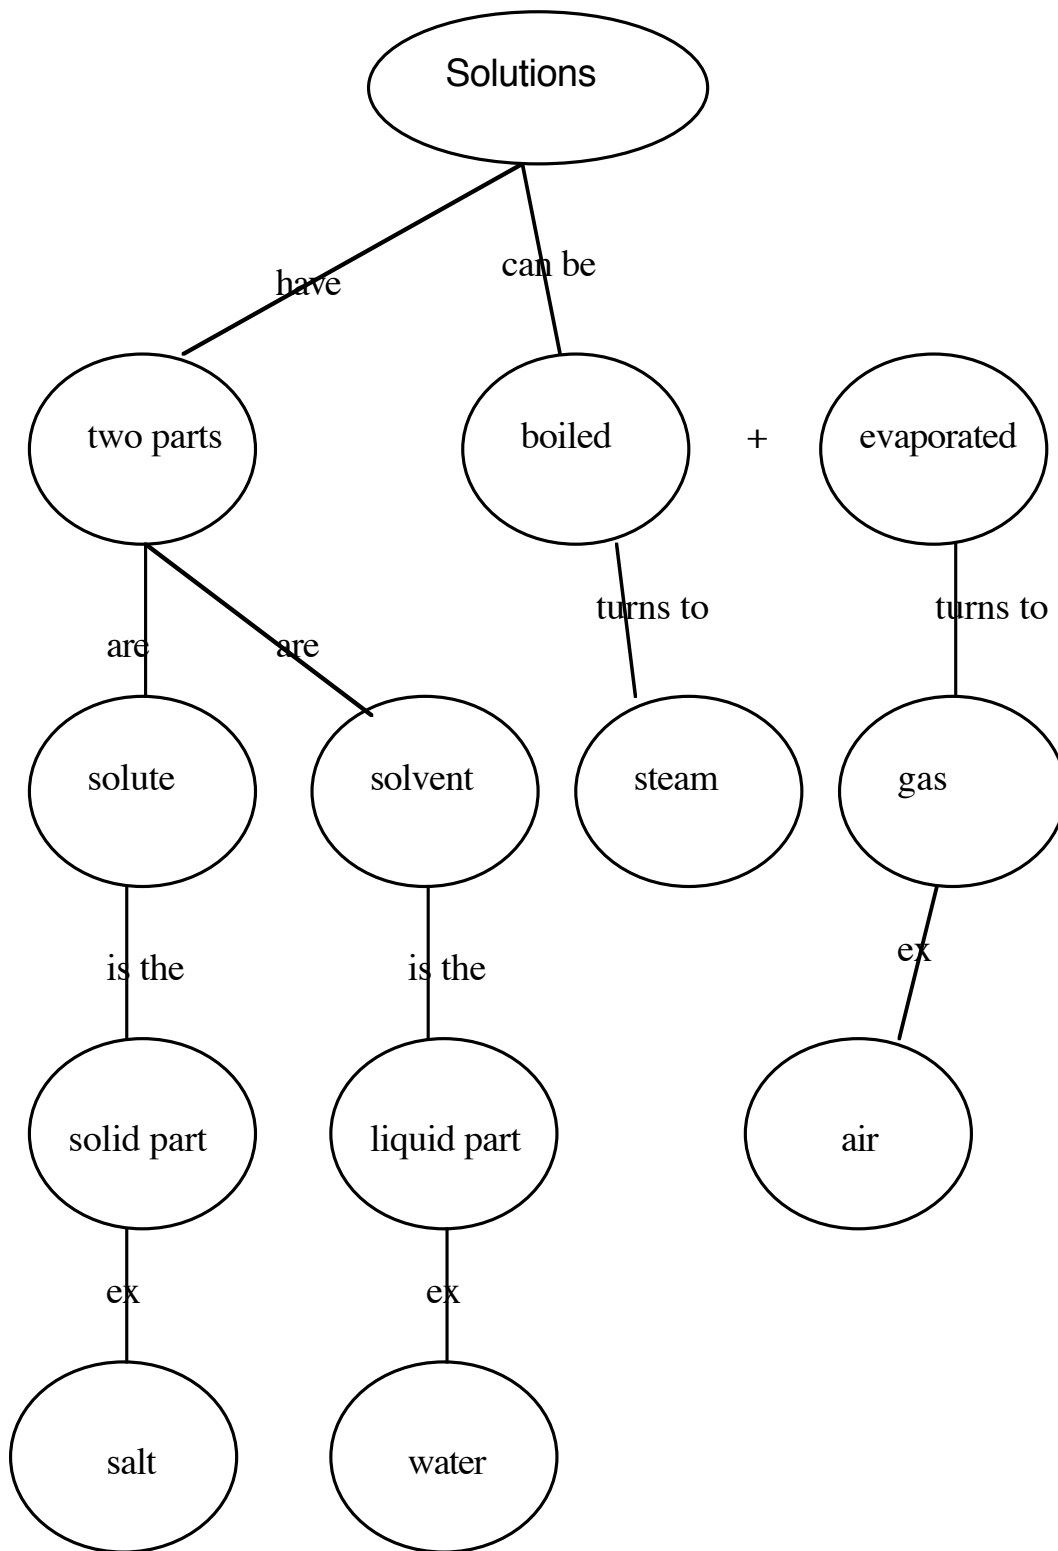 Solutions
have
can be
two parts
boiled
+
evaporated
are
are
turns to
turns to
solute
solvent
steam
gas
is the
is the
ex
solid part
liquid part
air
ex
ex
salt
water